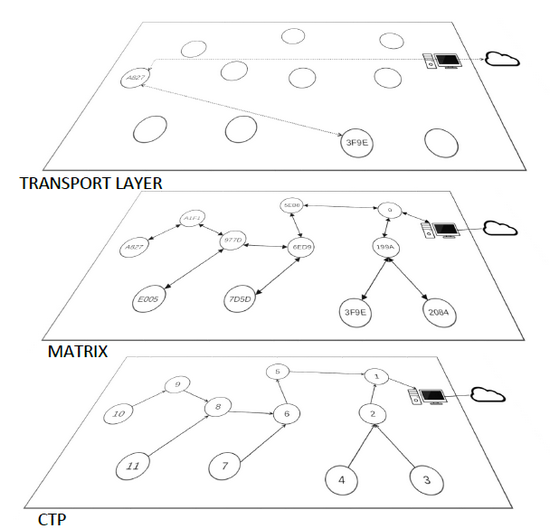 A827
3F9E
TRANSPORT LAYER
A1F1
6E00
0
A827
977D
6ED9
199A
E005
7D5D
3F9E
208A
MATRIX
5
1
9
10
8
6
2
11
7
4
3
CTP